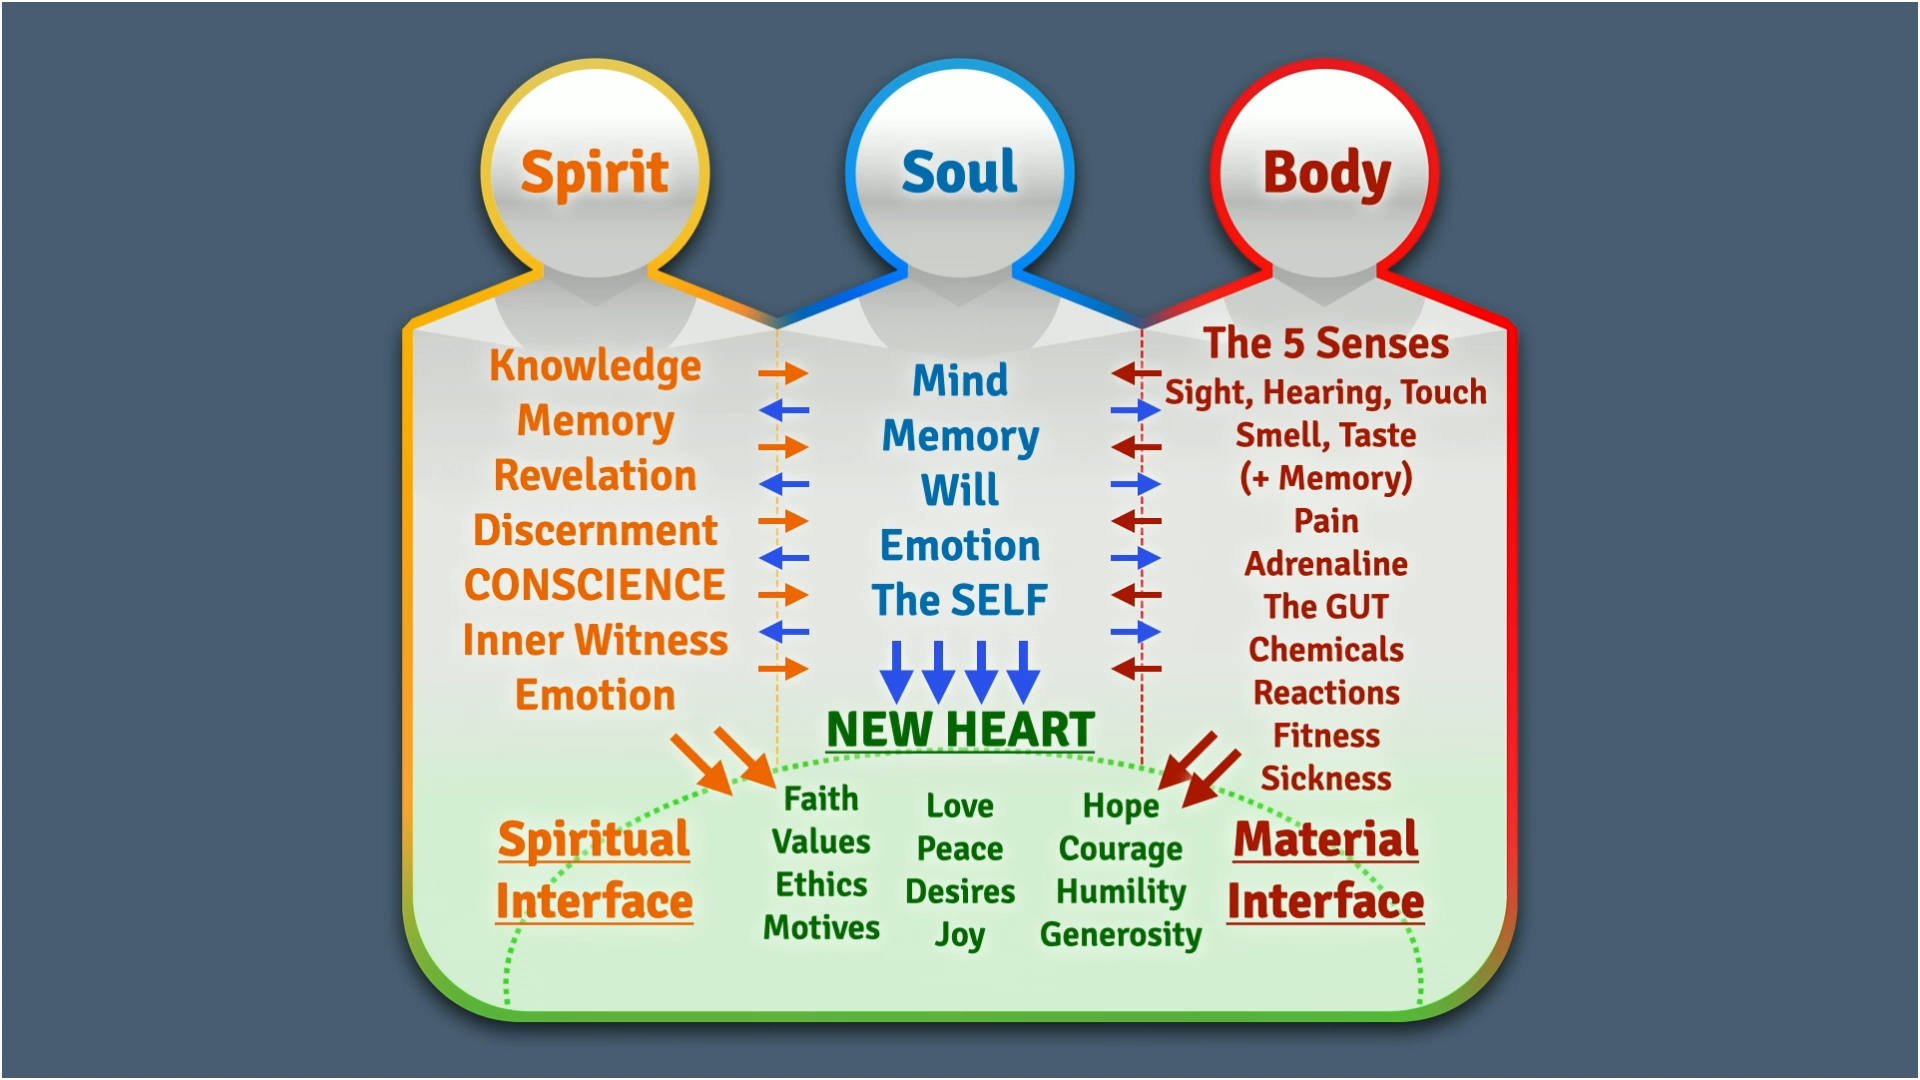 Spirit
Knowledge
Memory
Revelation
Discernment
CONSCIENCE
Inner Witness
Emotion
Spiritual
Interface
Soul
Mind
Memory
Will
Emotion
The SELF
NEW HEART
Faith
Values
Ethics
Motives
Love
Peace
Desires
Joy
Hope
Courage
Humility
Generosity
Body
The 5 Senses
Sight, Hearing, Touch
Smell, Taste
(+ Memory)
Pain
Adrenaline
The GUT
Chemicals
Reactions
Fitness
Sickness
Material
Interface